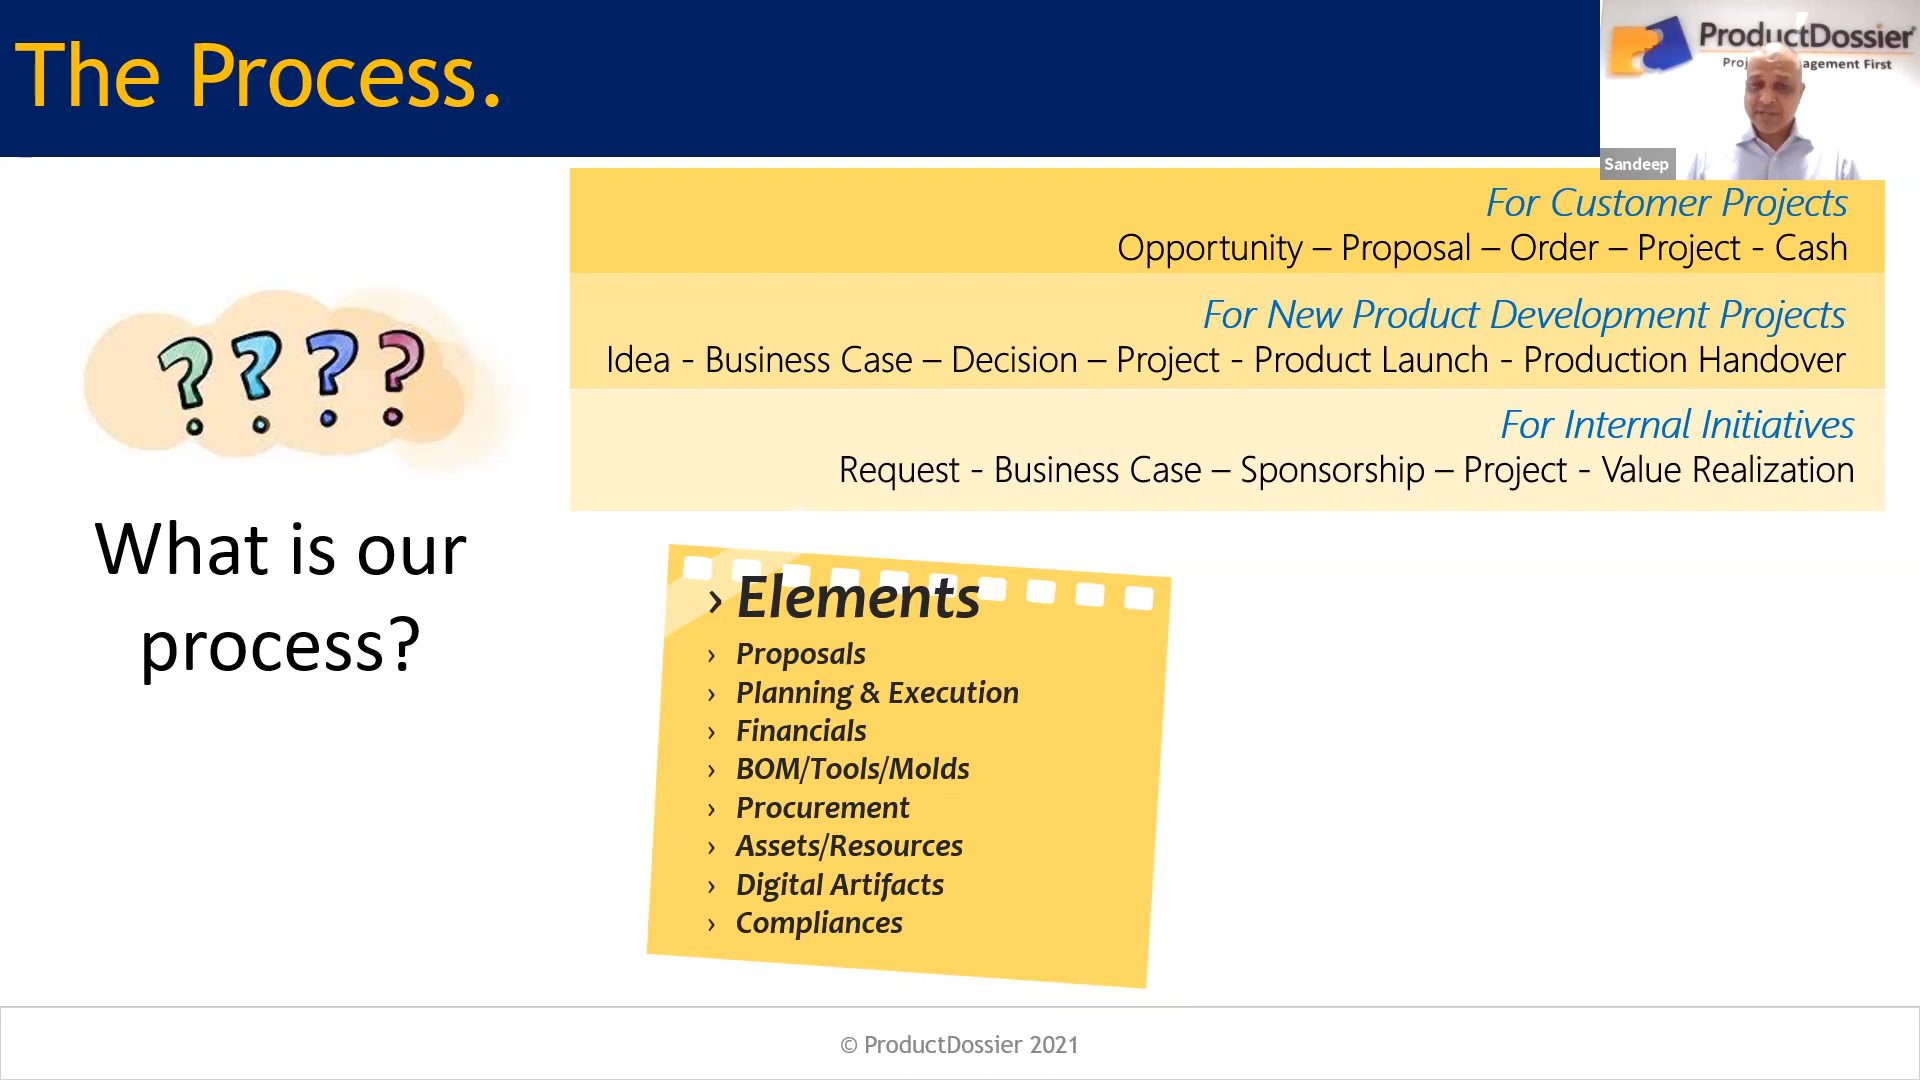 The Process.
ProductDossier
Project Management First
Sandeep
For Customer Projects
Opportunity – Proposal – Order – Project - Cash
For New Product Development Projects
Idea - Business Case – Decision – Project - Product Launch - Production Handover
For Internal Initiatives
Request - Business Case – Sponsorship – Project - Value Realization
????
What is our
process?
› Elements
› Proposals
› Planning & Execution
› Financials
› BOM/Tools/Molds
› Procurement
› Assets/Resources
› Digital Artifacts
› Compliances
© ProductDossier 2021